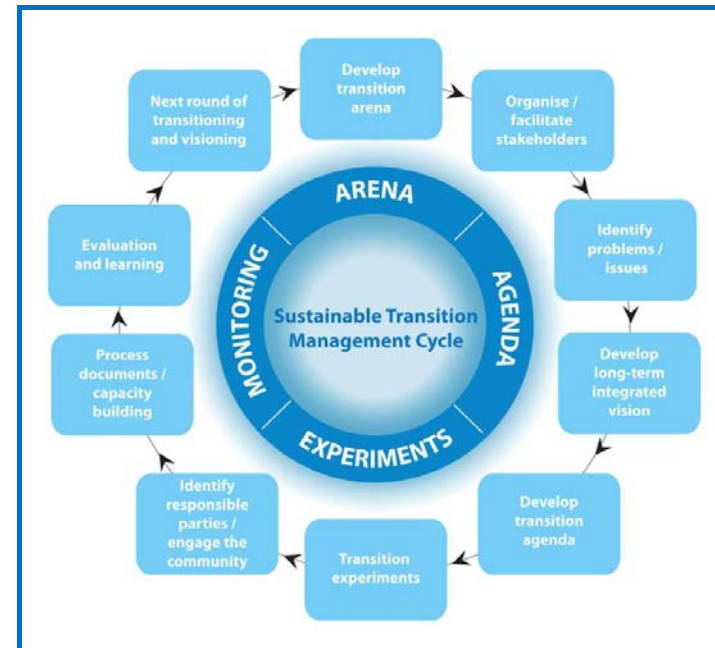 Develop
transition
arena
Organise /
facilitate
stakeholders
Identify
problems /
issues
Develop
long-term
integrated
vision
Develop
transition
agenda
Transition
experiments
Identify
responsible
parties /
engage the
community
Process
documents /
capacity
building
Evaluation
and learning
Next round of
transitioning
and visioning
ARENA
AGENDA
EXPERIMENTS
MONITORING
Sustainable Transition
Management Cycle